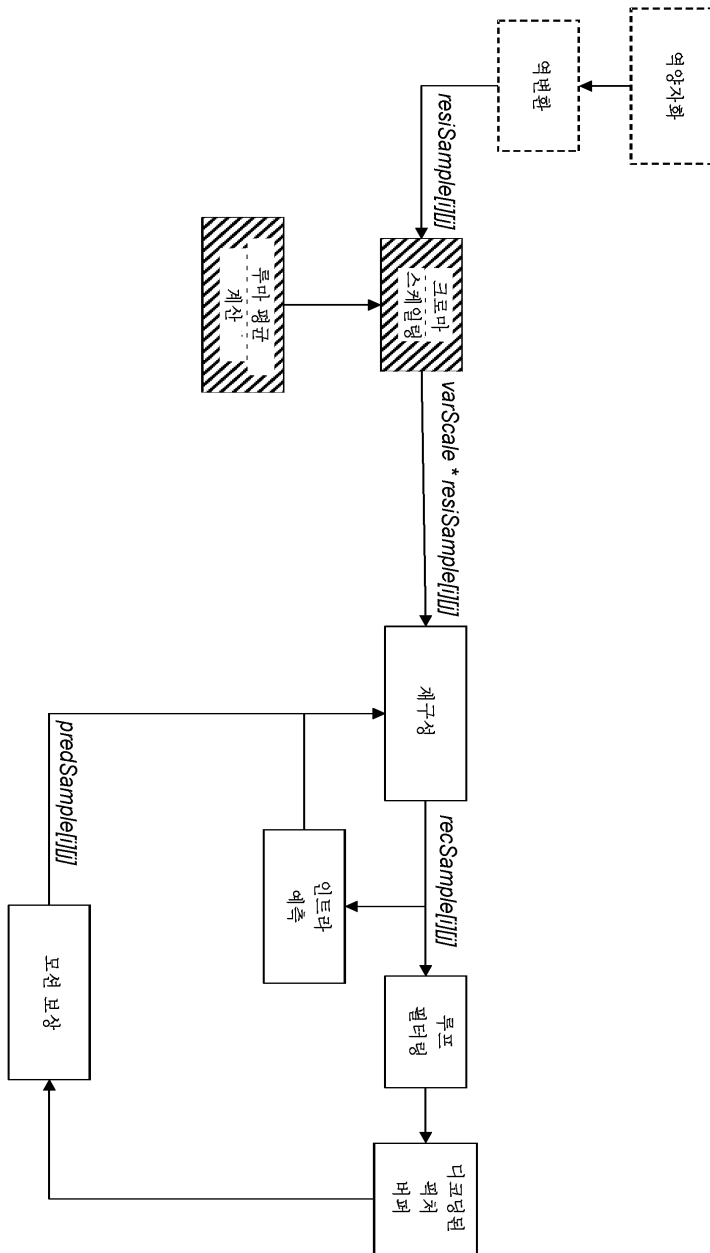 역양자화
역변환
resiSample[i][j]
크로마
스케일링
루마 평균
계산
varScale * resiSample[i][j]
재구성
predSample[i][j]
recSample[i][j]
인트라
예측
모션 보상
루프
필터링
디코딩된
픽처
버퍼